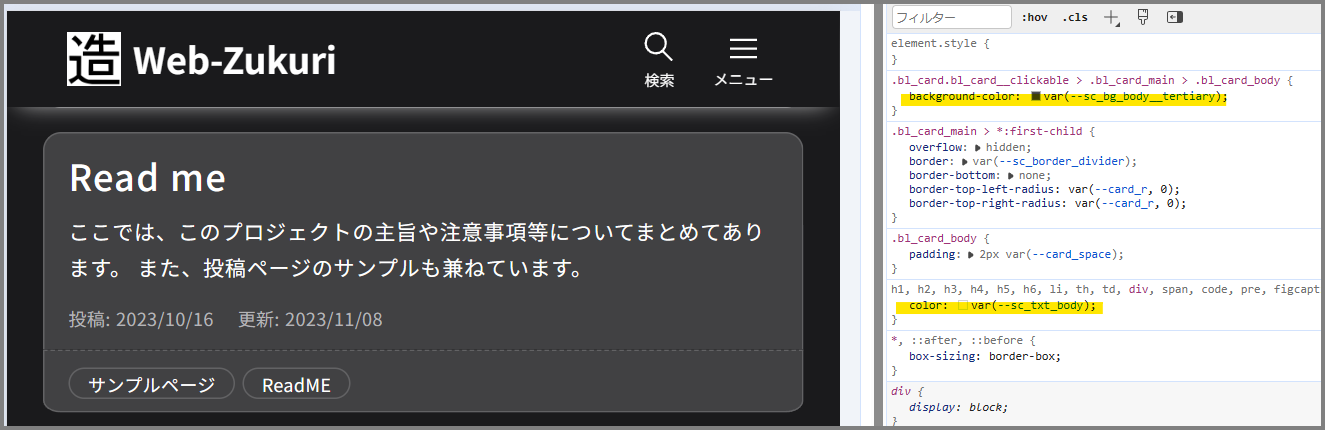 造 Web-Zukuri
検索
メニュー
Read me
ここでは、このプロジェクトの主旨や注意事項等についてまとめてあり
ます。 また、投稿ページのサンプルも兼ねています。
投稿: 2023/10/16 更新: 2023/11/08
サンプルページ ReadME
フィルター :hov .cls
element.style {
}
.bl_card.bl_card__clickable > .bl_card_main > .bl_card_body {
background-color: var(--sc_bg_body__tertiary);
}
.bl_card_main > *:first-child {
overflow: hidden;
border: var(--sc_border_divider);
border-bottom: none;
border-top-left-radius: var(--card_r, 0);
border-top-right-radius: var(--card_r, 0);
}
.bl_card_body {
padding: 2px var(--card_space);
}
h1, h2, h3, h4, h5, h6, li, th, td, div, span, code, pre, figcapt
color: var(--sc_txt_body);
}
*, ::after, ::before {
box-sizing: border-box;
}
div {
display: block;
}